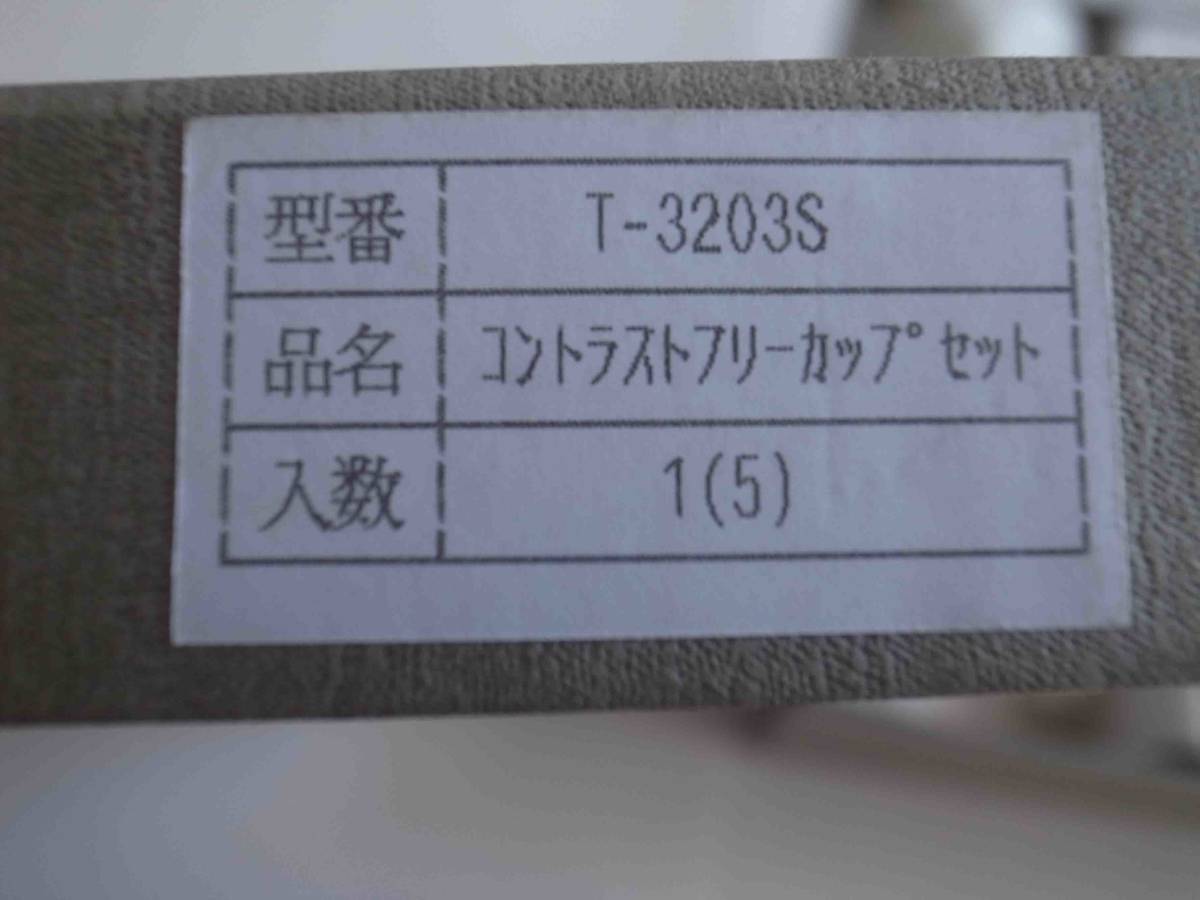 型番 T-3203S
品名 コントラストフリーカップ セット
入数 1(5)